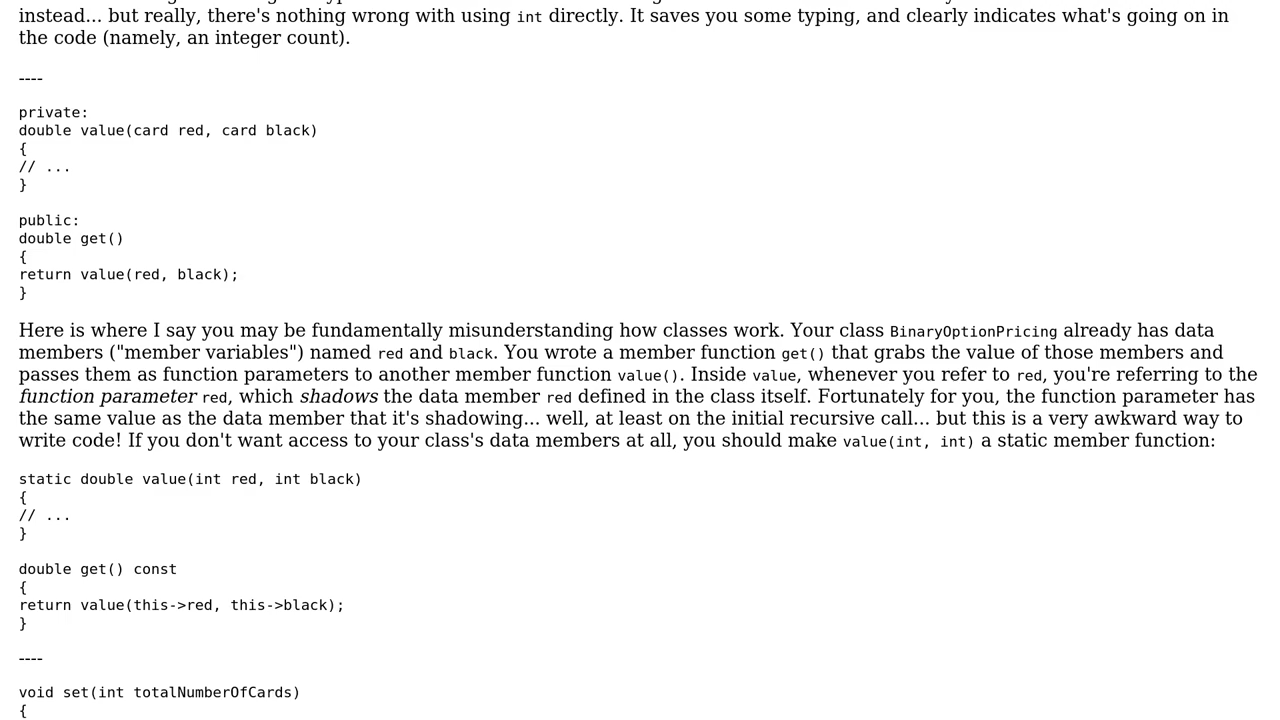 instead... but really, there's nothing wrong with using int directly. It saves you some typing, and clearly indicates what's going on in
the code (namely, an integer count).
----
private:
double value(card red, card black)
{
// ...
}
public:
double get()
{
return value(red, black);
}
Here is where I say you may be fundamentally misunderstanding how classes work. Your class BinaryOptionPricing already has data
members ("member variables") named red and black. You wrote a member function get() that grabs the value of those members and
passes them as function parameters to another member function value(). Inside value, whenever you refer to red, you're referring to the
function parameter red, which shadows the data member red defined in the class itself. Fortunately for you, the function parameter has
the same value as the data member that it's shadowing... well, at least on the initial recursive call... but this is a very awkward way to
write code! If you don't want access to your class's data members at all, you should make value(int, int) a static member function:
static double value(int red, int black)
{
// ...
}
double get() const
{
return value(this->red, this->black);
}
----
void set(int totalNumberOfCards)
{